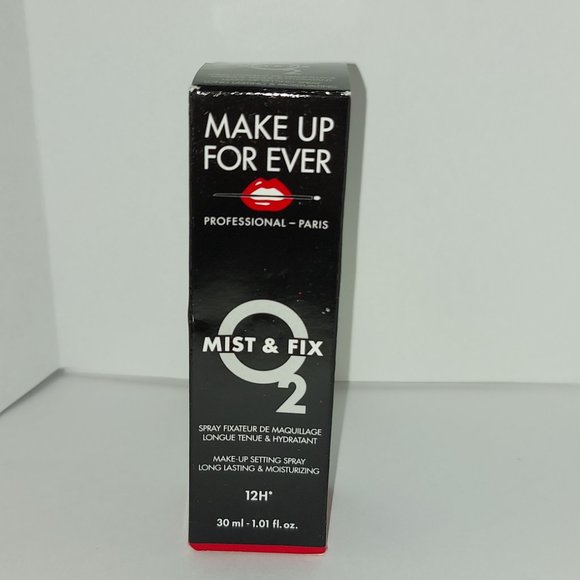 MAKE UP
FOR EVER
PROFESSIONAL – PARIS
O2
MIST & FIX
SPRAY FIXATEUR DE MAQUILLAGE
LONGUE TENUE & HYDRATANT
MAKE-UP SETTING SPRAY
LONG LASTING & MOISTURIZING
12H*
30 ml - 1.01 fl. oz.